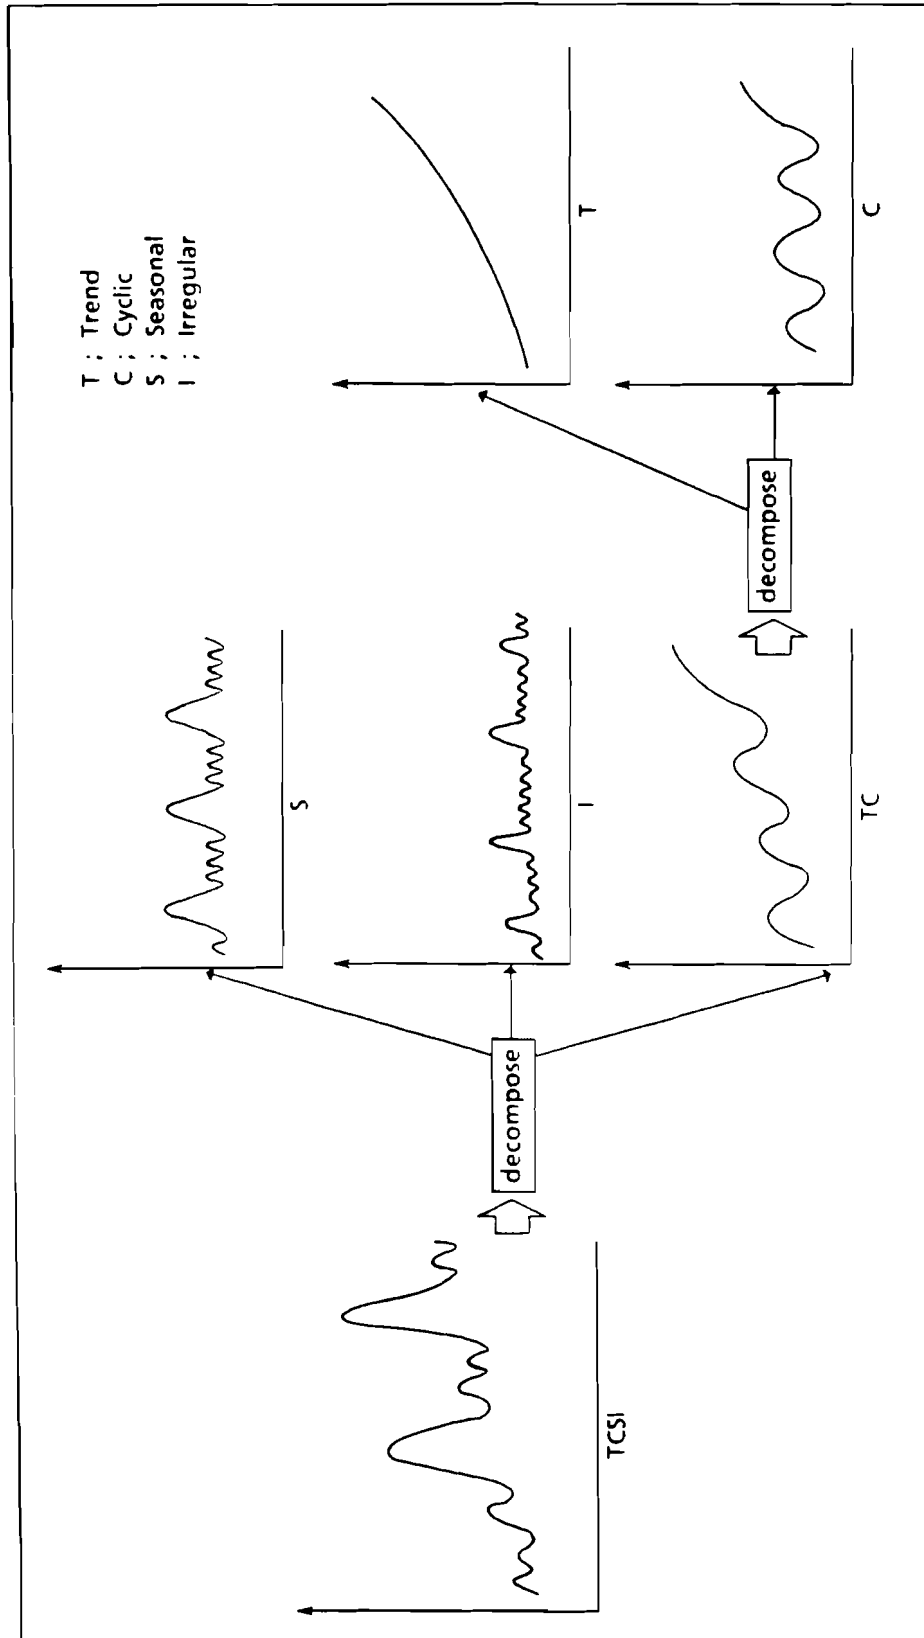 T ; Trend
C ; Cyclic
S ; Seasonal
I ; Irregular
TCSI
decompose
S
I
TC
decompose
T
C